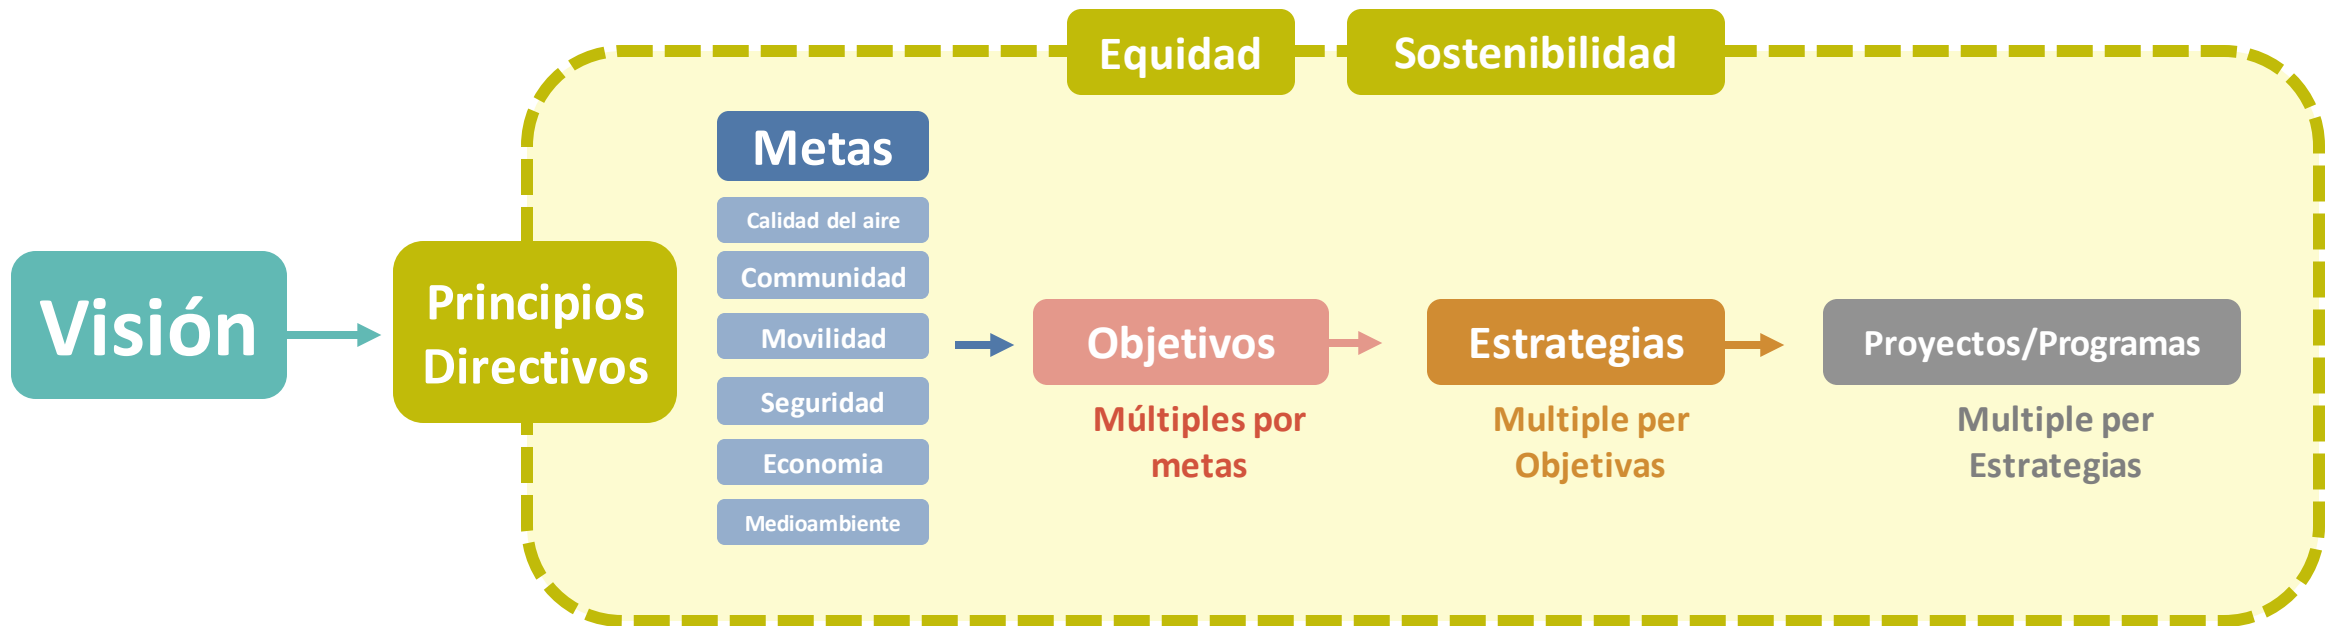 Equidad
Sostenibilidad
Visión
Principios
Directivos
Metas
Calidad del aire
Communidad
Movilidad
Seguridad
Economia
Medioambiente
Objetivos
Múltiples por
metas
Estrategias
Multiple per
Objetivas
Proyectos/Programas
Multiple per
Estrategias